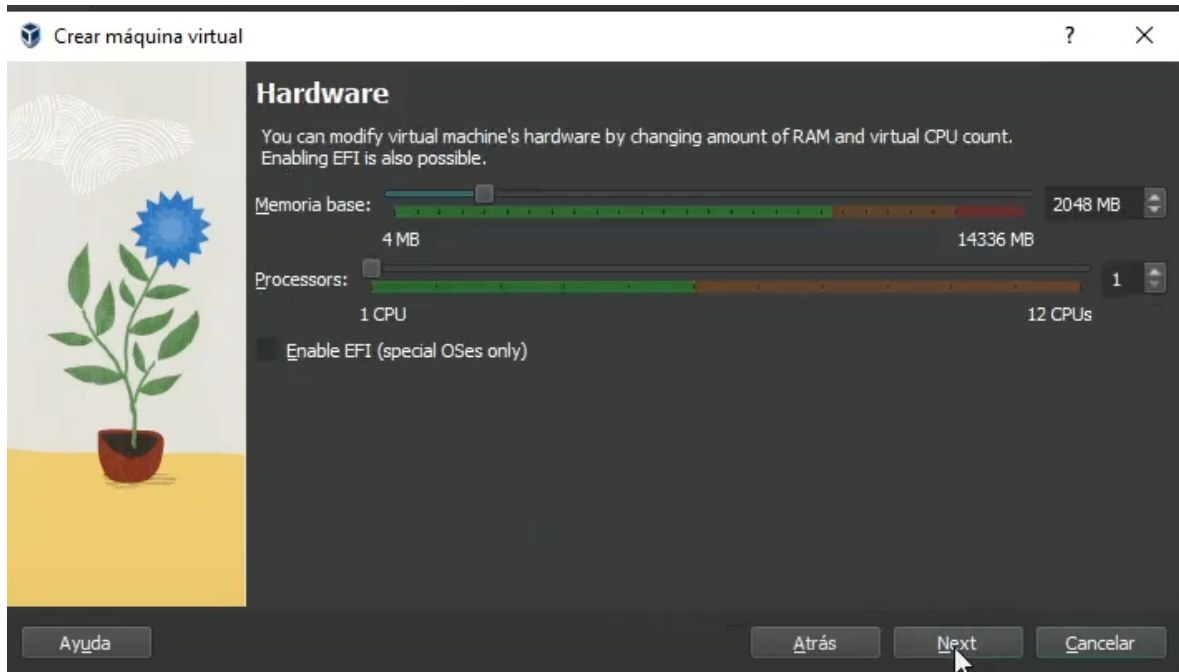 Crear máquina virtual
?
Hardware
You can modify virtual machine's hardware by changing amount of RAM and virtual CPU count.
Enabling EFI is also possible.
Memoria base: 2048 MB
4 MB 14336 MB
Processors: 1
1 CPU 12 CPUs
Enable EFI (special OSes only)
Ayuda Atrás Next Cancelar